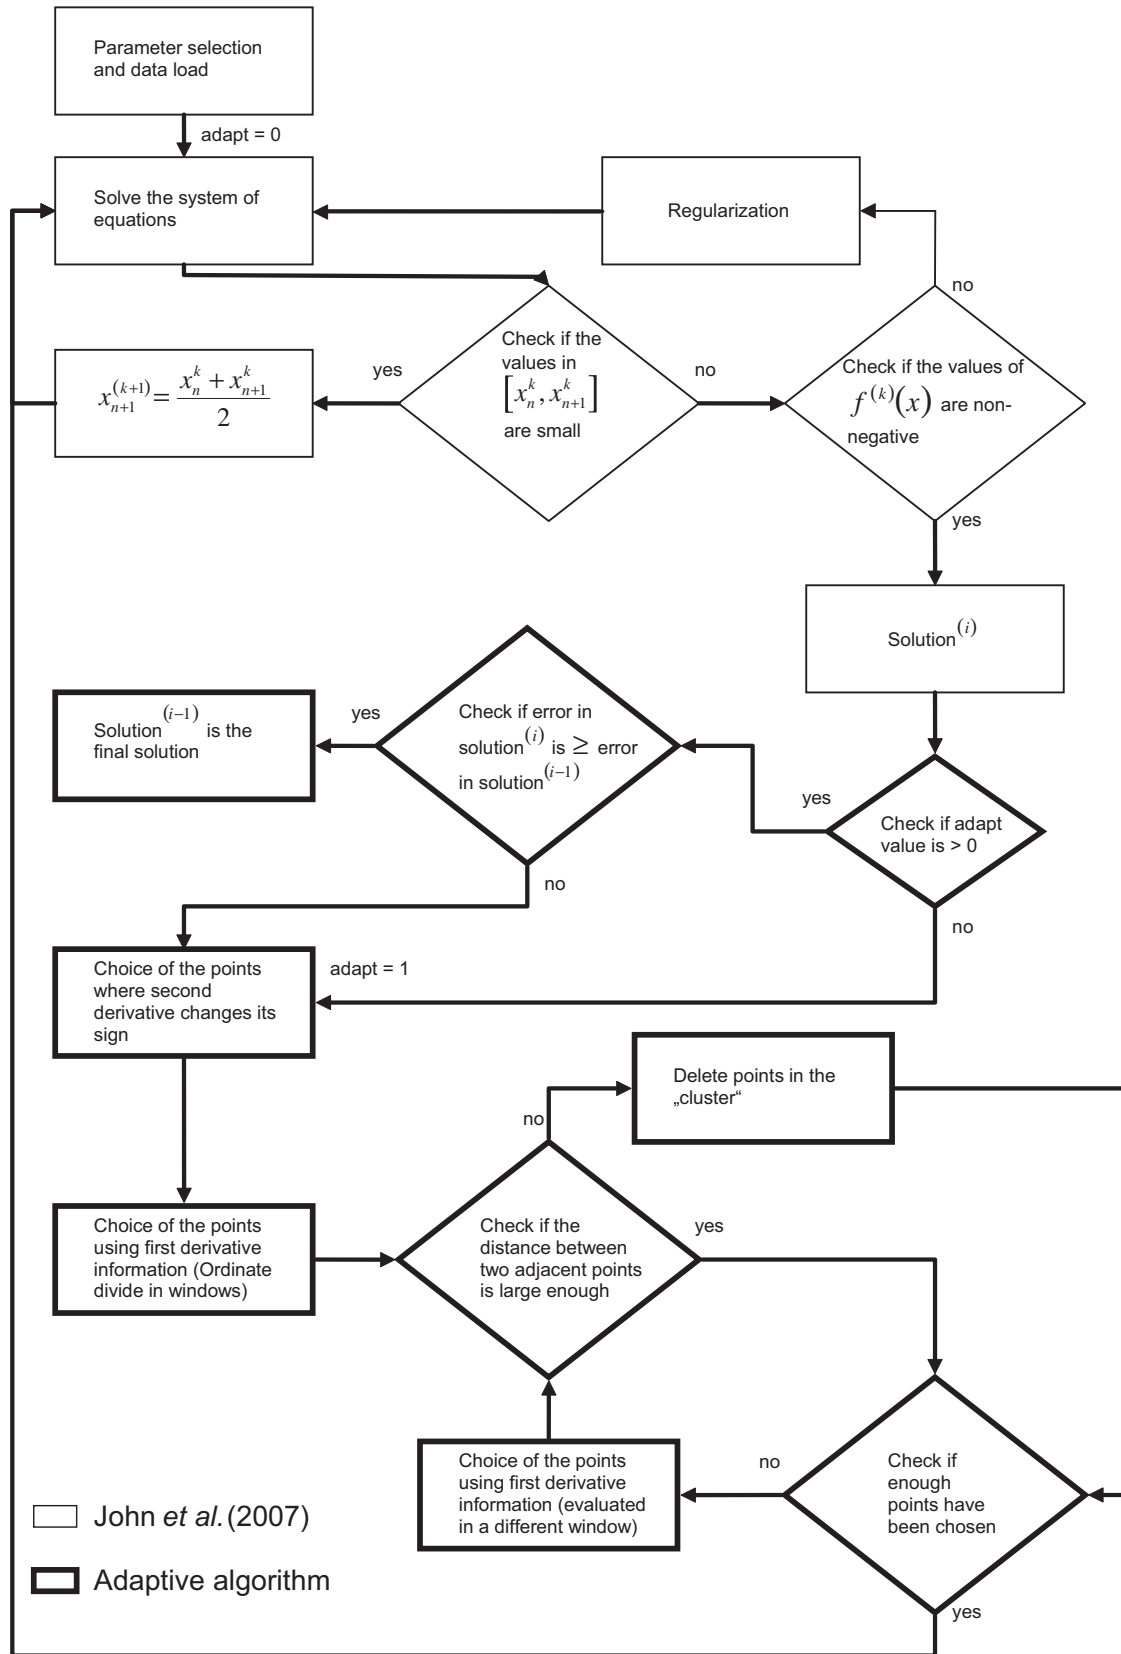 Parameter selection
and data load
adapt = 0
Solve the system of
equations
Regularization
no
Check if the
values in
[x_n^k, x_{n+1}^k]
are small
yes
no
x_{n+1}^{(k+1)} = \frac{x_n^k + x_{n+1}^k}{2}
Check if the values of
f^{(k)}(x) are non-
negative
yes
Solution^{(i)}
Solution^{(i-1)} is the
final solution
yes
Check if error in
solution^{(i)} is ≥ error
in solution^{(i-1)}
yes
Check if adapt
value is > 0
no
no
Choice of the points
where second
derivative changes its
sign
adapt = 1
Delete points in the
„cluster“
no
Choice of the points
using first derivative
information (Ordinate
divide in windows)
Check if the
distance between
two adjacent points
is large enough
yes
Choice of the points
using first derivative
information (evaluated
in a different window)
no
Check if
enough
points have
been chosen
yes
John et al. (2007)
Adaptive algorithm